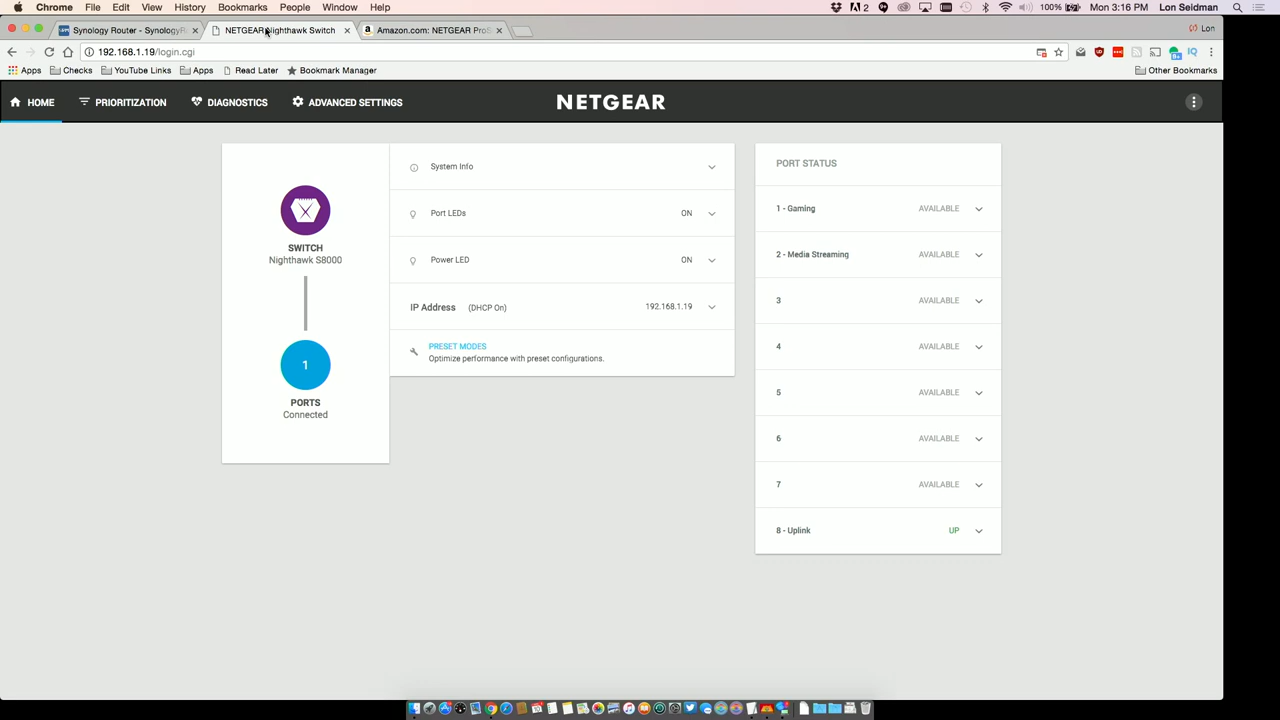 Chrome File Edit View History Bookmarks People Window Help
2 100% Mon 3:16 PM Lon Seidman
Synology Router - SynologyR
NETGEAR Nighthawk Switch
Amazon.com: NETGEAR ProS
Lon
192.168.1.19/login.cgi
Apps Checks YouTube Links Apps Read Later Bookmark Manager Other Bookmarks
HOME PRIORITIZATION DIAGNOSTICS ADVANCED SETTINGS NETGEAR
SWITCH
Nighthawk S8000
1
PORTS
Connected
System Info
Port LEDs ON
Power LED ON
IP Address (DHCP On) 192.168.1.19
PRESET MODES
Optimize performance with preset configurations.
PORT STATUS
1 - Gaming AVAILABLE
2 - Media Streaming AVAILABLE
3 AVAILABLE
4 AVAILABLE
5 AVAILABLE
6 AVAILABLE
7 AVAILABLE
8 - Uplink UP